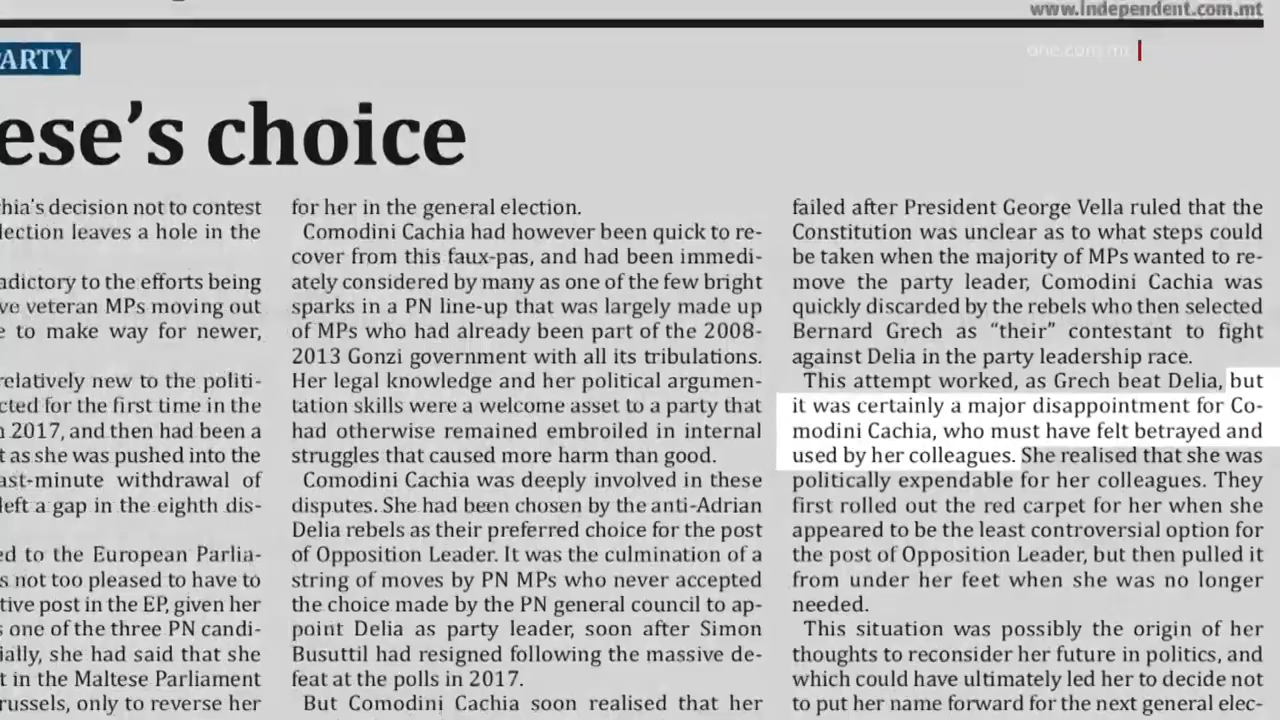 www.independent.com.mt
one.com.mt
PARTY
ese’s choice
hia’s decision not to contest
lection leaves a hole in the
adictory to the efforts being
ve veteran MPs moving out
e to make way for newer,
relatively new to the politi-
cted for the first time in the
n 2017, and then had been a
t as she was pushed into the
ast-minute withdrawal of
left a gap in the eighth dis-
ed to the European Parlia-
s not too pleased to have to
tive post in the EP, given her
s one of the three PN candi-
ially, she had said that she
t in the Maltese Parliament
russels, only to reverse her
for her in the general election.
Comodini Cachia had however been quick to re-
cover from this faux-pas, and had been immedi-
ately considered by many as one of the few bright
sparks in a PN line-up that was largely made up
of MPs who had already been part of the 2008-
2013 Gonzi government with all its tribulations.
Her legal knowledge and her political argumen-
tation skills were a welcome asset to a party that
had otherwise remained embroiled in internal
struggles that caused more harm than good.
Comodini Cachia was deeply involved in these
disputes. She had been chosen by the anti-Adrian
Delia rebels as their preferred choice for the post
of Opposition Leader. It was the culmination of a
string of moves by PN MPs who never accepted
the choice made by the PN general council to ap-
point Delia as party leader, soon after Simon
Busuttil had resigned following the massive de-
feat at the polls in 2017.
But Comodini Cachia soon realised that her
failed after President George Vella ruled that the
Constitution was unclear as to what steps could
be taken when the majority of MPs wanted to re-
move the party leader, Comodini Cachia was
quickly discarded by the rebels who then selected
Bernard Grech as “their” contestant to fight
against Delia in the party leadership race.
This attempt worked, as Grech beat Delia, but
it was certainly a major disappointment for Co-
modini Cachia, who must have felt betrayed and
used by her colleagues. She realised that she was
politically expendable for her colleagues. They
first rolled out the red carpet for her when she
appeared to be the least controversial option for
the post of Opposition Leader, but then pulled it
from under her feet when she was no longer
needed.
This situation was possibly the origin of her
thoughts to reconsider her future in politics, and
which could have ultimately led her to decide not
to put her name forward for the next general elec-